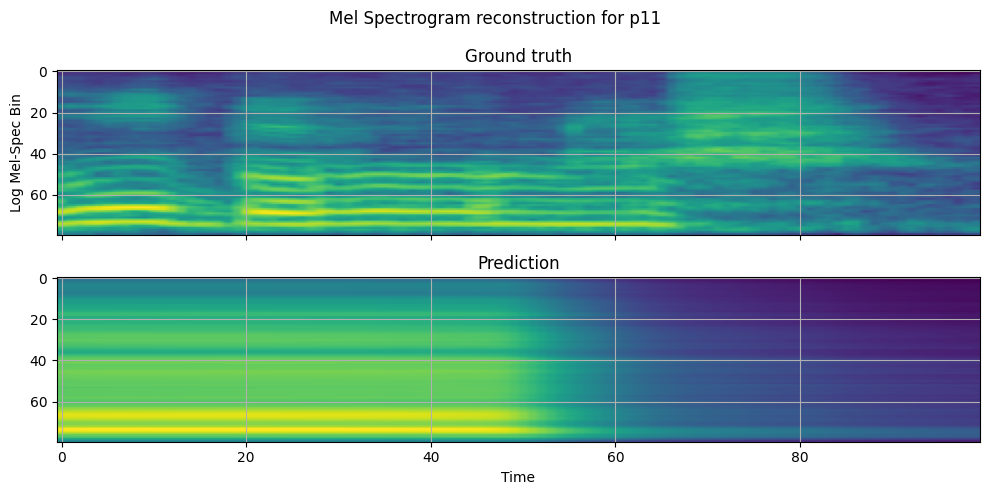 Mel Spectrogram reconstruction for p11
Ground truth
0
20
40
60
Log Mel-Spec Bin
Prediction
0
20
40
60
0 20 40 60 80
Time